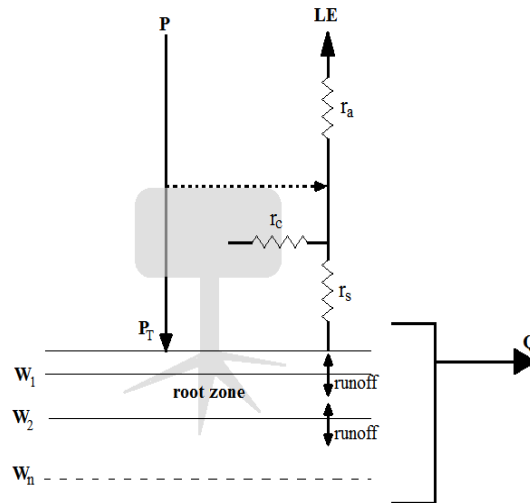 P
LE
r_a
r_c
r_s
P_T
Q
W_1
runoff
root zone
W_2
runoff
W_n